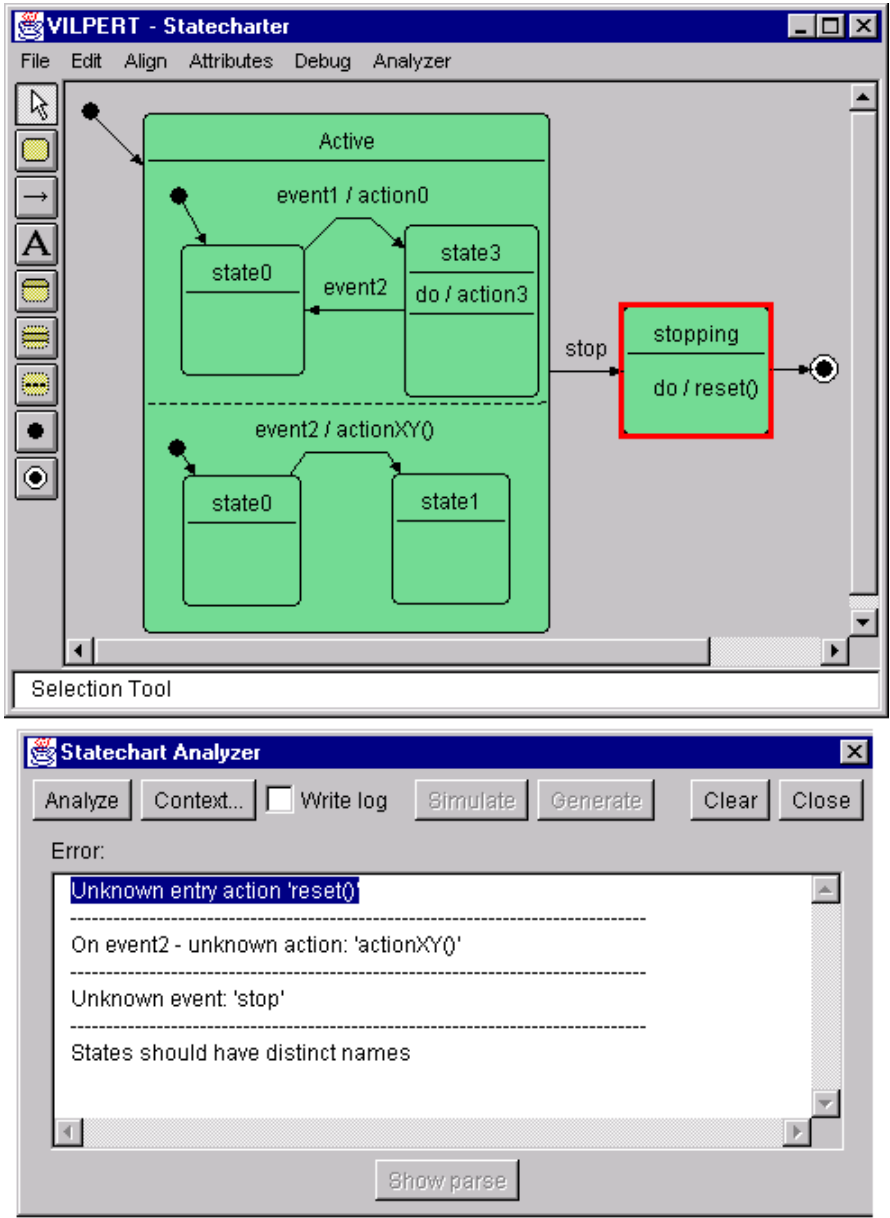 VILPERT - Statecharter
File Edit Align Attributes Debug Analyzer
A
Active
event1 / action0
state0
state3
event2
do / action3
stop
stopping
do / reset()
event2 / actionXY()
state0
state1
Selection Tool
Statechart Analyzer
Analyze Context... Write log Simulate Generate Clear Close
Error:
Unknown entry action 'reset()'
On event2 - unknown action: 'actionXY()'
Unknown event: 'stop'
States should have distinct names
Show parse